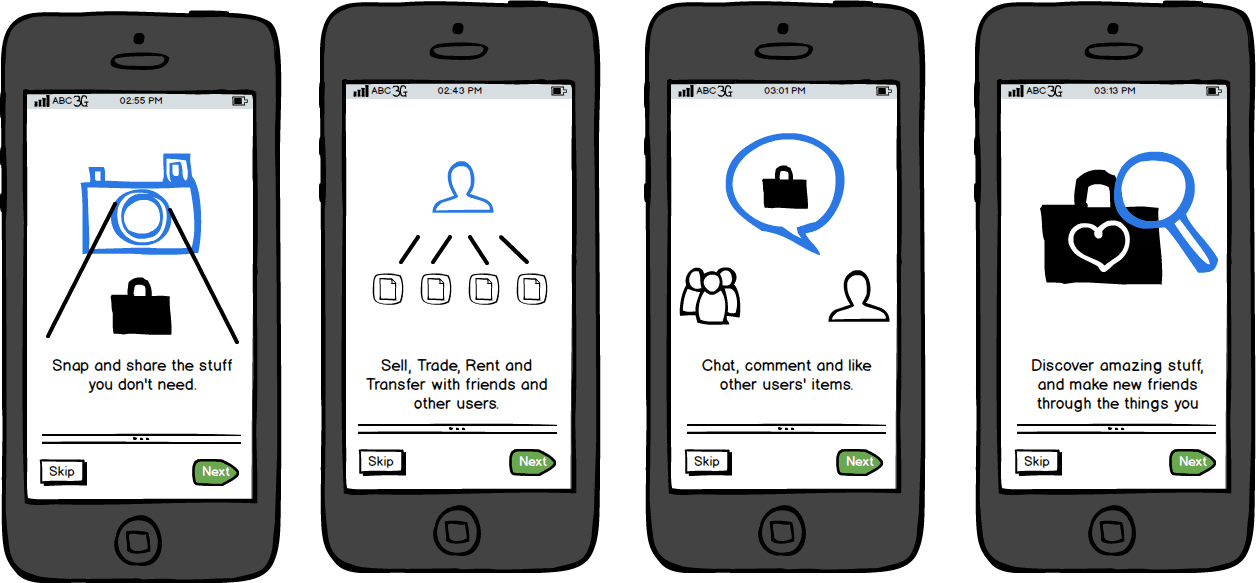 ABC 3G 02:55 PM
Snap and share the stuff
you don't need.
Skip
Next
ABC 3G 02:43 PM
Sell, Trade, Rent and
Transfer with friends and
other users.
Skip
Next
ABC 3G 03:01 PM
Chat, comment and like
other users' items.
Skip
Next
ABC 3G 03:13 PM
Discover amazing stuff,
and make new friends
through the things you
Skip
Next